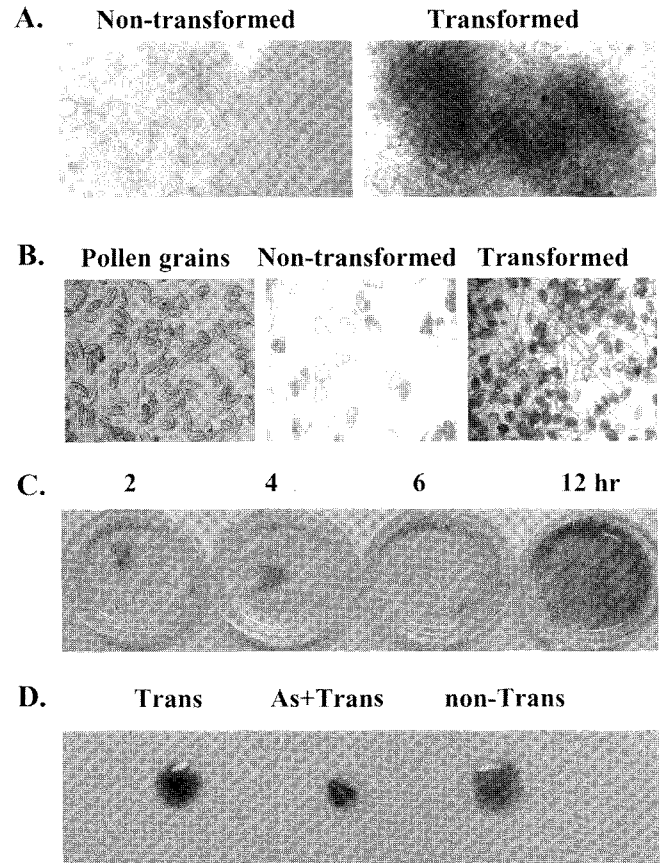 A. Non-transformed Transformed
B. Pollen grains Non-transformed Transformed
C. 2 4 6 12 hr
D. Trans As+Trans non-Trans